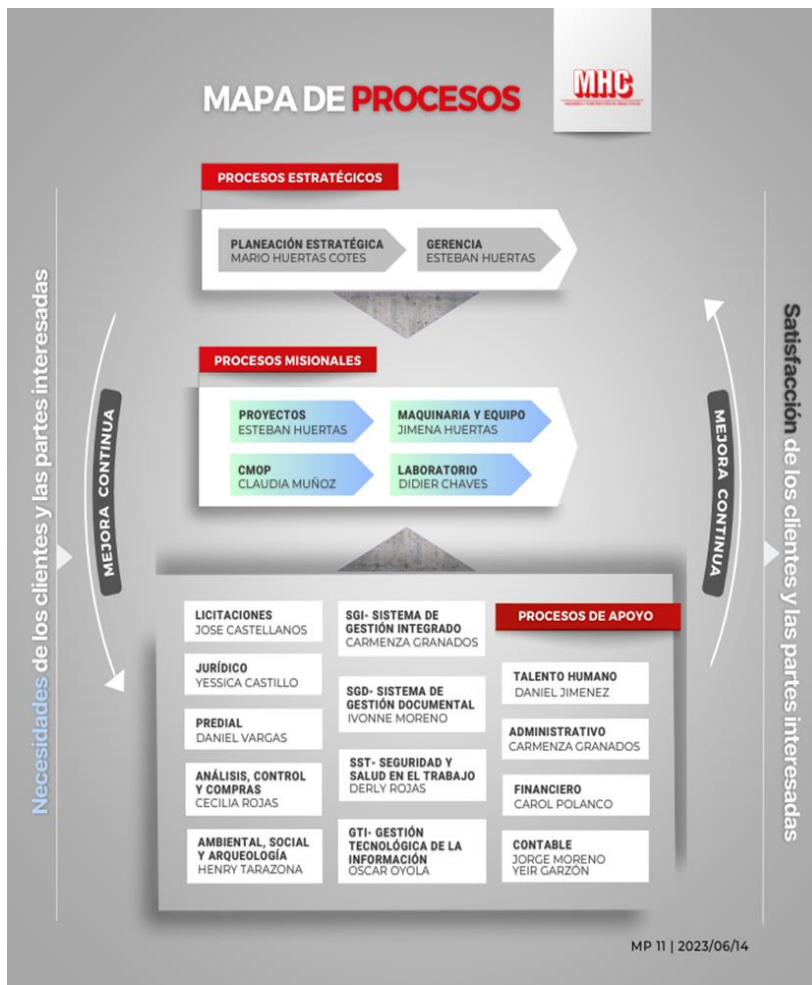 MAPA DE PROCESOS
MHC
PROCESOS ESTRATÉGICOS
PLANEACIÓN ESTRATÉGICA
MARIO HUERTAS COTES
GERENCIA
ESTEBAN HUERTAS
PROCESOS MISIONALES
PROYECTOS
ESTEBAN HUERTAS
MAQUINARIA Y EQUIPO
JIMENA HUERTAS
CMOP
CLAUDIA MUÑOZ
LABORATORIO
DIDIER CHAVES
Necesidades de los clientes y las partes interesadas
MEJORA CONTINUA
MEJORA CONTINUA
Satisfacción de los clientes y las partes interesadas
LICITACIONES
JOSE CASTELLANOS
JURÍDICO
YESSICA CASTILLO
PREDIAL
DANIEL VARGAS
ANÁLISIS, CONTROL
Y COMPRAS
CECILIA ROJAS
AMBIENTAL, SOCIAL
Y ARQUEOLOGÍA
HENRY TARAZONA
SGI- SISTEMA DE
GESTIÓN INTEGRADO
CARMENZA GRANADOS
SGD- SISTEMA DE
GESTIÓN DOCUMENTAL
IVONNE MORENO
SST- SEGURIDAD Y
SALUD EN EL TRABAJO
DERLY ROJAS
GTI- GESTIÓN
TECNOLÓGICA DE LA
INFORMACIÓN
OSCAR OYOLA
PROCESOS DE APOYO
TALENTO HUMANO
DANIEL JIMENEZ
ADMINISTRATIVO
CARMENZA GRANADOS
FINANCIERO
CAROL POLANCO
CONTABLE
JORGE MORENO
YEIR GARZÓN
MP 11 | 2023/06/14